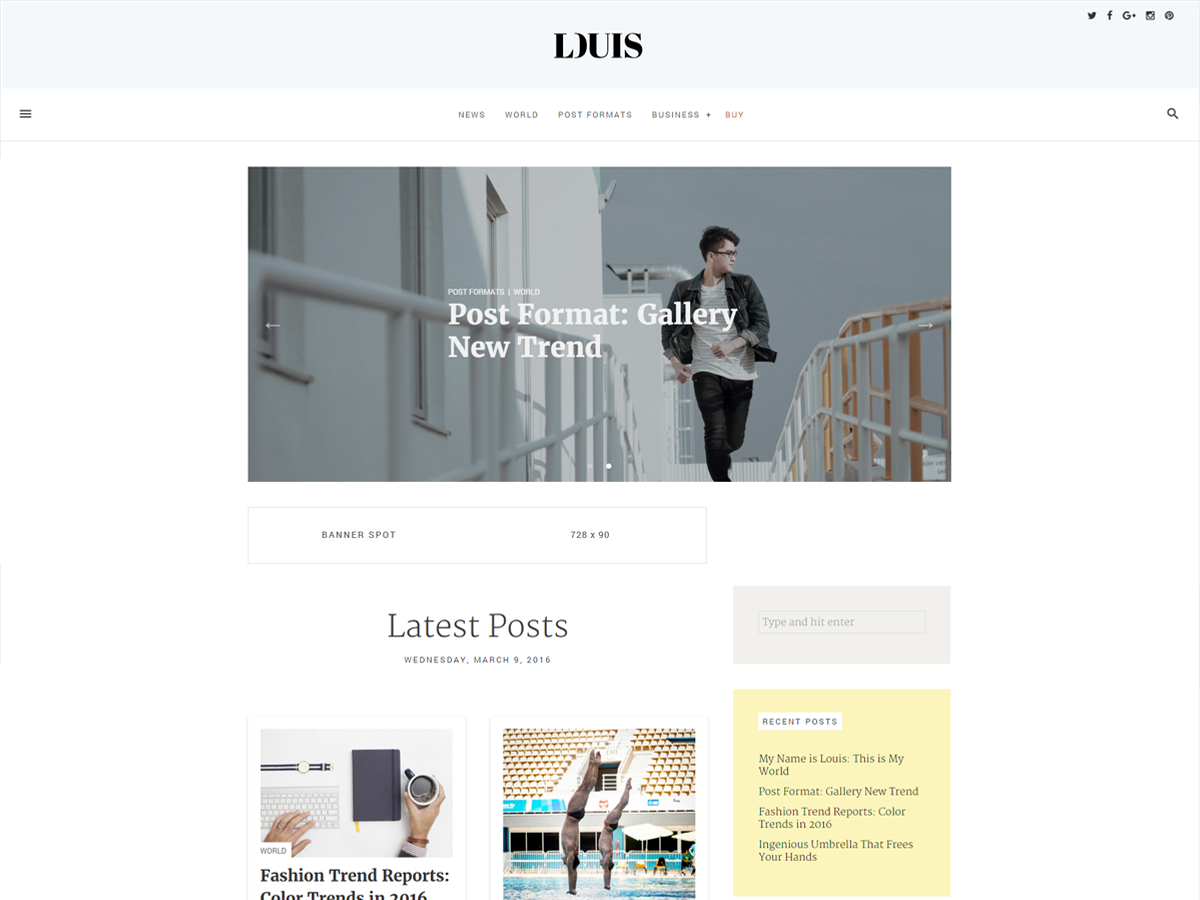 LOUIS
NEWS WORLD POST FORMATS BUSINESS + BUY
POST FORMATS | WORLD
Post Format: Gallery
New Trend
BANNER SPOT 728 x 90
Latest Posts
WEDNESDAY, MARCH 9, 2016
Type and hit enter
RECENT POSTS
My Name is Louis: This is My
World
Post Format: Gallery New Trend
Fashion Trend Reports: Color
Trends in 2016
Ingenious Umbrella That Frees
Your Hands
WORLD
Fashion Trend Reports:
Color Trends in 2016